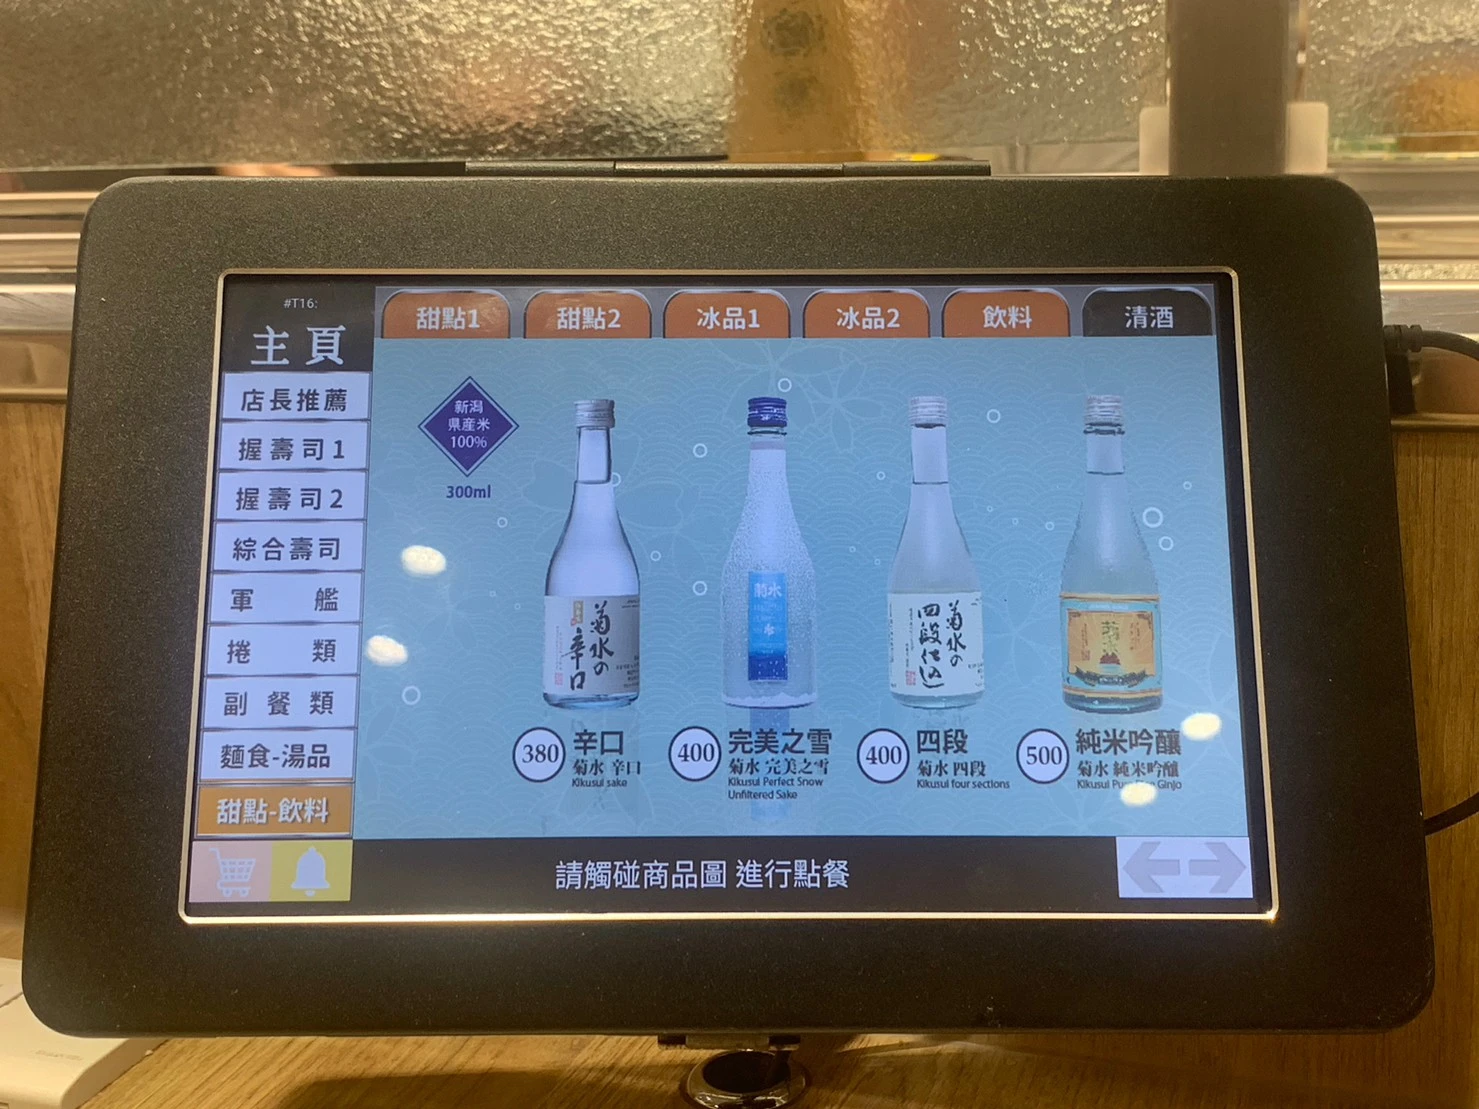 #T16:
主頁
店長推薦
握壽司1
握壽司2
綜合壽司
軍艦
捲類
副餐類
麵食-湯品
甜點-飲料
甜點1
甜點2
冰品1
冰品2
飲料
清酒
新潟
県産米
100%
300ml
菊水の
辛口
菊水
菊水の
四段仕込
380
辛口
菊水 辛口
Kikusui sake
400
完美之雪
菊水 完美之雪
Kikusui Perfect Snow
Unfiltered Sake
400
四段
菊水 四段
Kikusui four sections
500
純米吟釀
菊水 純米吟釀
Kikusui Ginjo
請觸碰商品圖 進行點餐